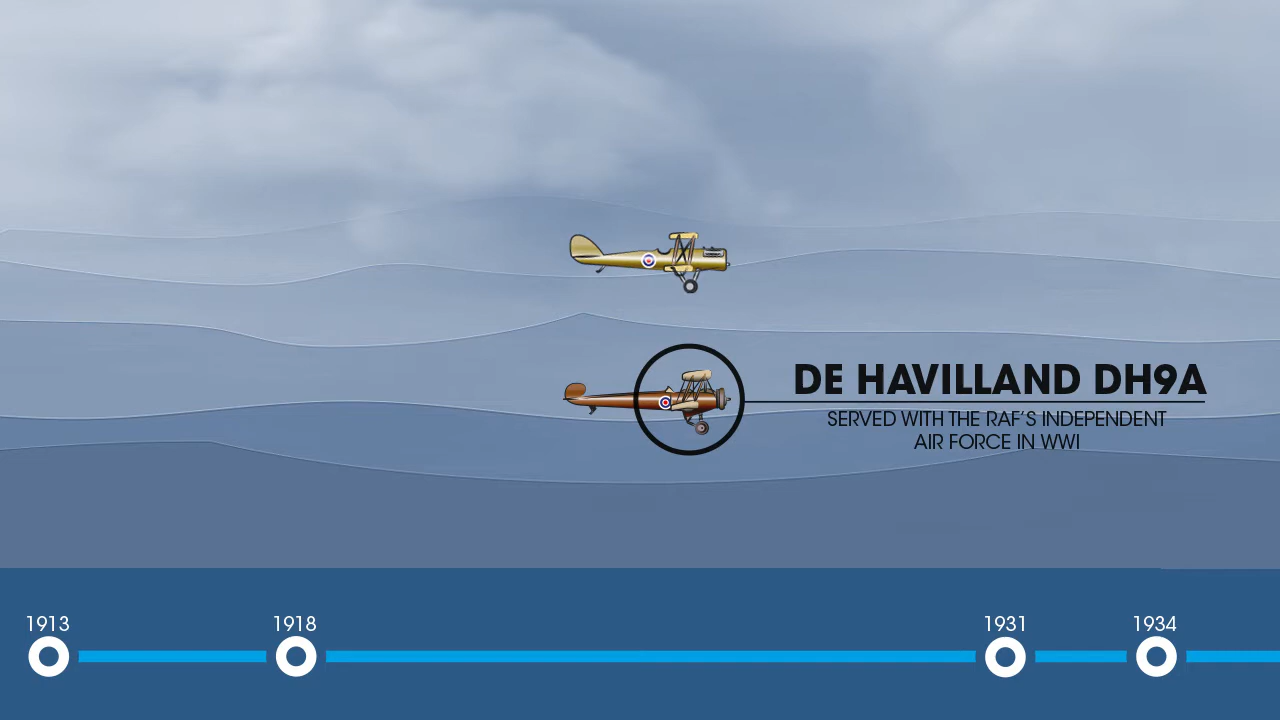 DE HAVILLAND DH9A
SERVED WITH THE RAF'S INDEPENDENT
AIR FORCE IN WWI
1913
1918
1931
1934